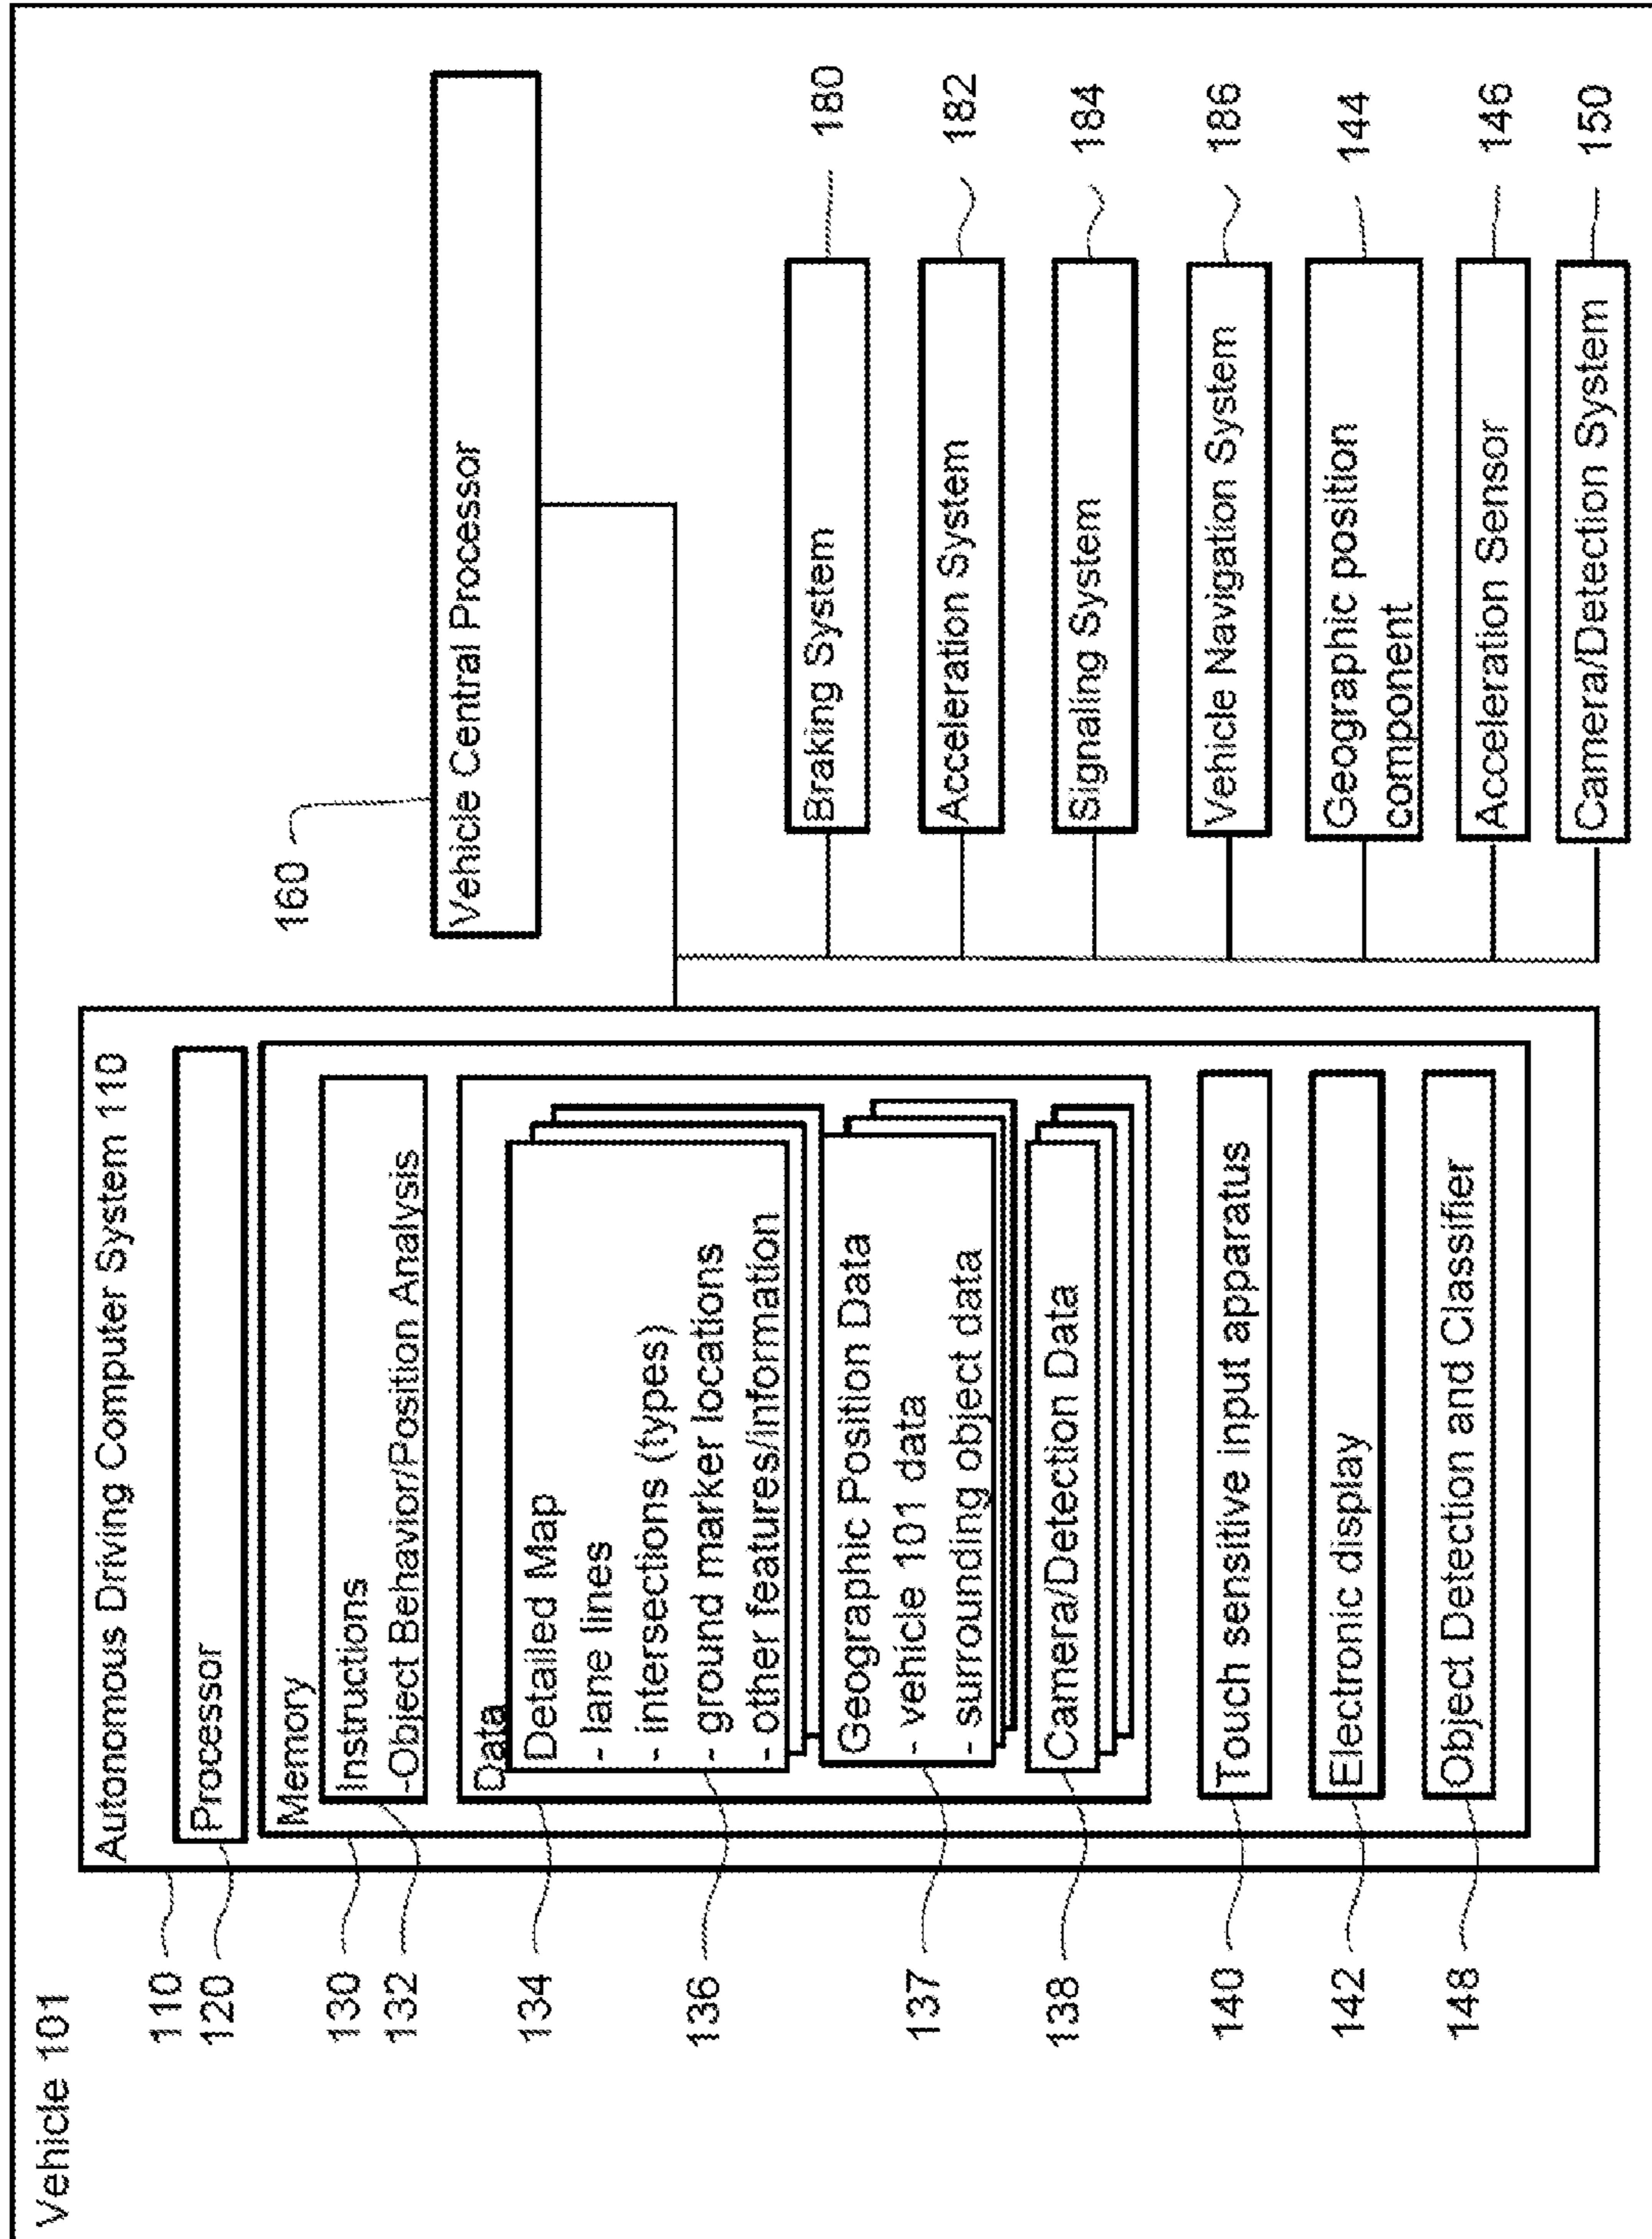 Vehicle 101
Autonomous Driving Computer System 110
110
Processor
120
Memory
130
Instructions
-Object Behavior/Position Analysis
132
Data
134
Detailed Map
- lane lines
- intersections (types)
- ground marker locations
- other features/information
136
Geographic Position Data
- vehicle 101 data
- surrounding object data
137
Camera/Detection Data
138
Touch sensitive input apparatus
140
Electronic display
142
Object Detection and Classifier
148
160
Vehicle Central Processor
Braking System
180
Acceleration System
182
Signaling System
184
Vehicle Navigation System
186
Geographic position
component
144
Acceleration Sensor
146
Camera/Detection System
150